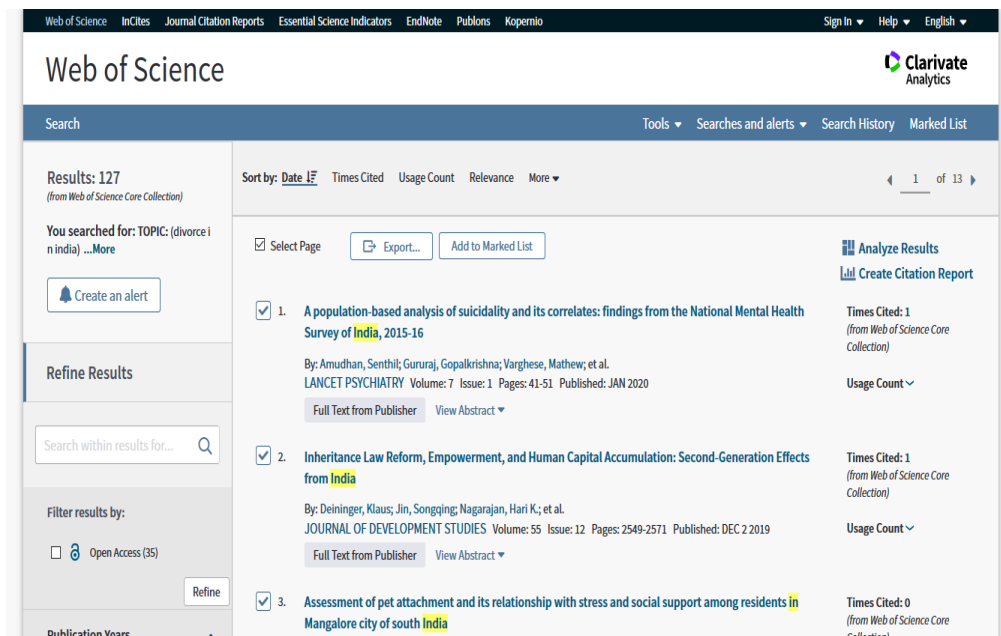 Web of Science InCites Journal Citation Reports Essential Science Indicators EndNote Publons Kopernio Sign In Help English
Web of Science
Clarivate
Analytics
Search Tools Searches and alerts Search History Marked List
Results: 127
(from Web of Science Core Collection)
You searched for: TOPIC: (divorce i
n india) ...More
Create an alert
Refine Results
Search within results for...
Filter results by:
Open Access (35)
Refine
Publication Years
Sort by: Date Times Cited Usage Count Relevance More
1 of 13
Select Page Export... Add to Marked List
Analyze Results
Create Citation Report
1. A population-based analysis of suicidality and its correlates: findings from the National Mental Health
Survey of India, 2015-16
By: Amudhan, Senthil; Gururaj, Gopalkrishna; Varghese, Mathew; et al.
LANCET PSYCHIATRY Volume: 7 Issue: 1 Pages: 41-51 Published: JAN 2020
Full Text from Publisher View Abstract
Times Cited: 1
(from Web of Science Core
Collection)
Usage Count
2. Inheritance Law Reform, Empowerment, and Human Capital Accumulation: Second-Generation Effects
from India
By: Deininger, Klaus; Jin, Songqing; Nagarajan, Hari K.; et al.
JOURNAL OF DEVELOPMENT STUDIES Volume: 55 Issue: 12 Pages: 2549-2571 Published: DEC 2 2019
Full Text from Publisher View Abstract
Times Cited: 1
(from Web of Science Core
Collection)
Usage Count
3. Assessment of pet attachment and its relationship with stress and social support among residents in
Mangalore city of south India
Times Cited: 0
(from Web of Science Core
Collection)